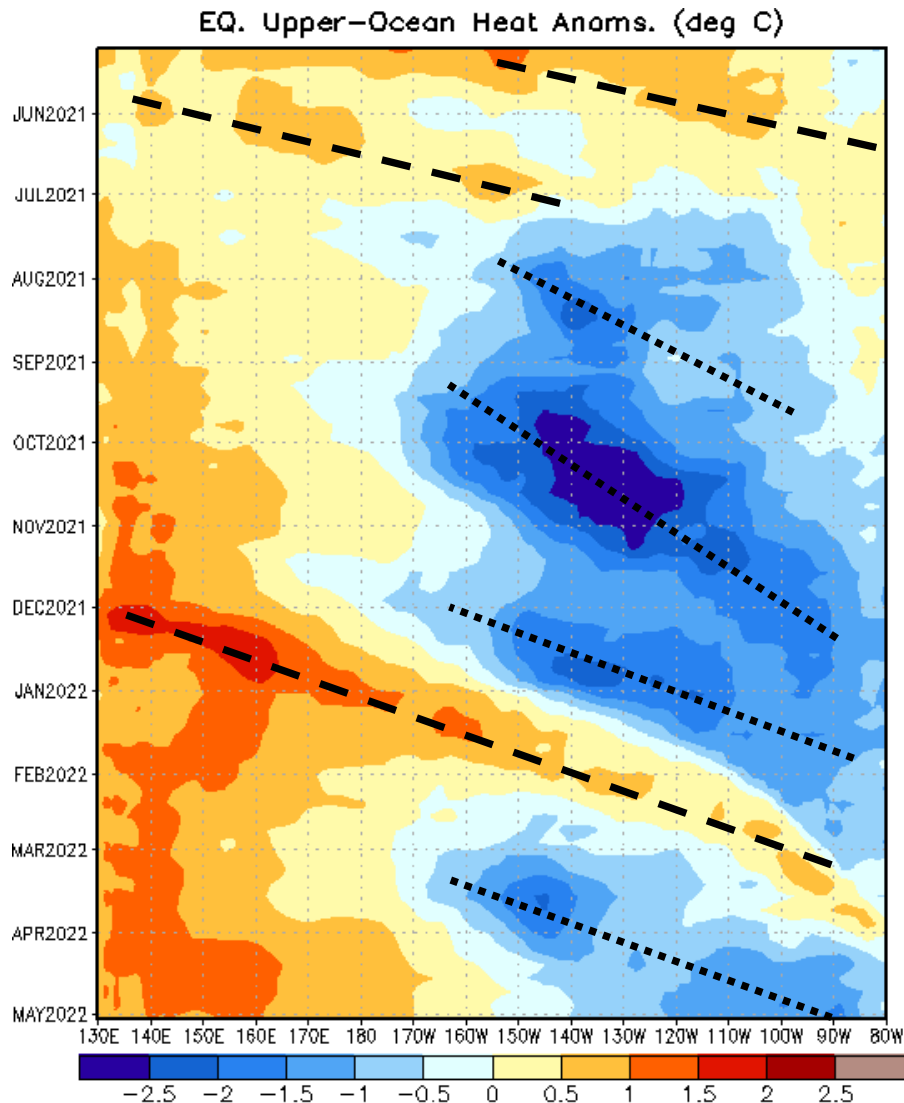 EQ. Upper-Ocean Heat Anoms. (deg C)
JUN2021
JUL2021
AUG2021
SEP2021
OCT2021
NOV2021
DEC2021
JAN2022
FEB2022
MAR2022
APR2022
MAY2022
130E 140E 150E 160E 170E 180 170W 160W 150W 140W 130W 120W 110W 100W 90W 80W
-2.5 -2 -1.5 -1 -0.5 0 0.5 1 1.5 2 2.5